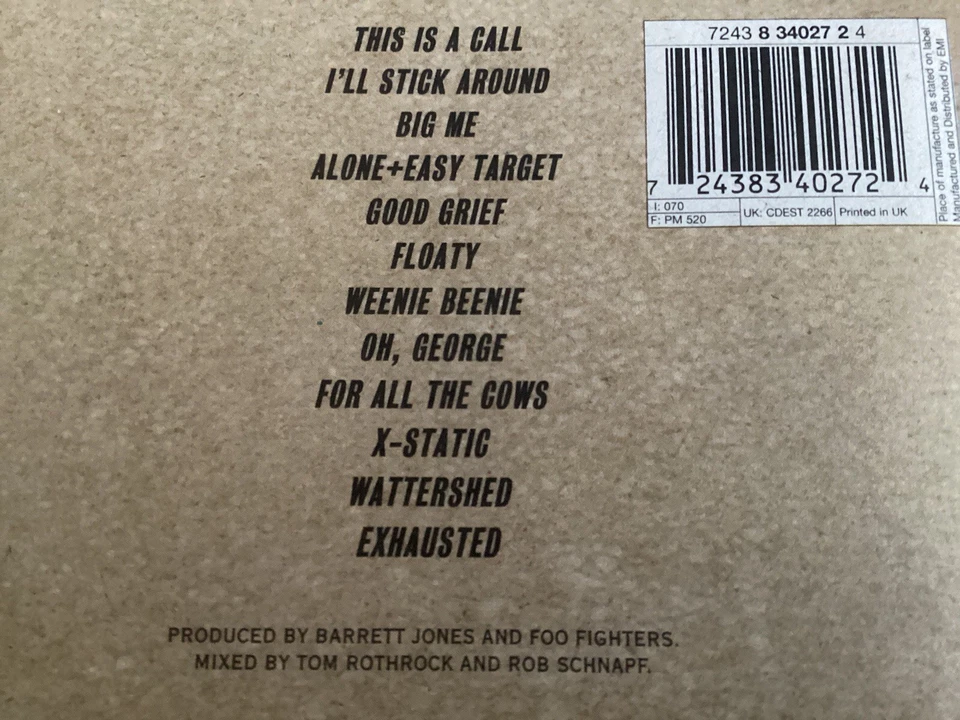 THIS IS A CALL
I'LL STICK AROUND
BIG ME
ALONE+EASY TARGET
GOOD GRIEF
FLOATY
WEENIE BEENIE
OH, GEORGE
FOR ALL THE COWS
X-STATIC
WATTERSHED
EXHAUSTED
PRODUCED BY BARRETT JONES AND FOO FIGHTERS.
MIXED BY TOM ROTHROCK AND ROB SCHNAPF.
7243 8 34027 2 4
7 24383 40272 4
I: 070
F: PM 520
UK: CDEST 2266
Printed in UK
Place of manufacture as stated on label
Manufactured and Distributed by EMI